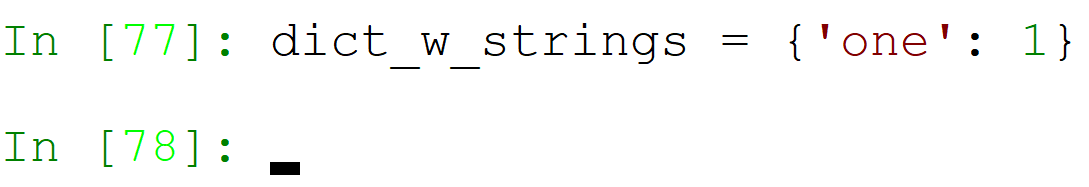 In [77]: dict_w_strings = {'one': 1}
In [78]: